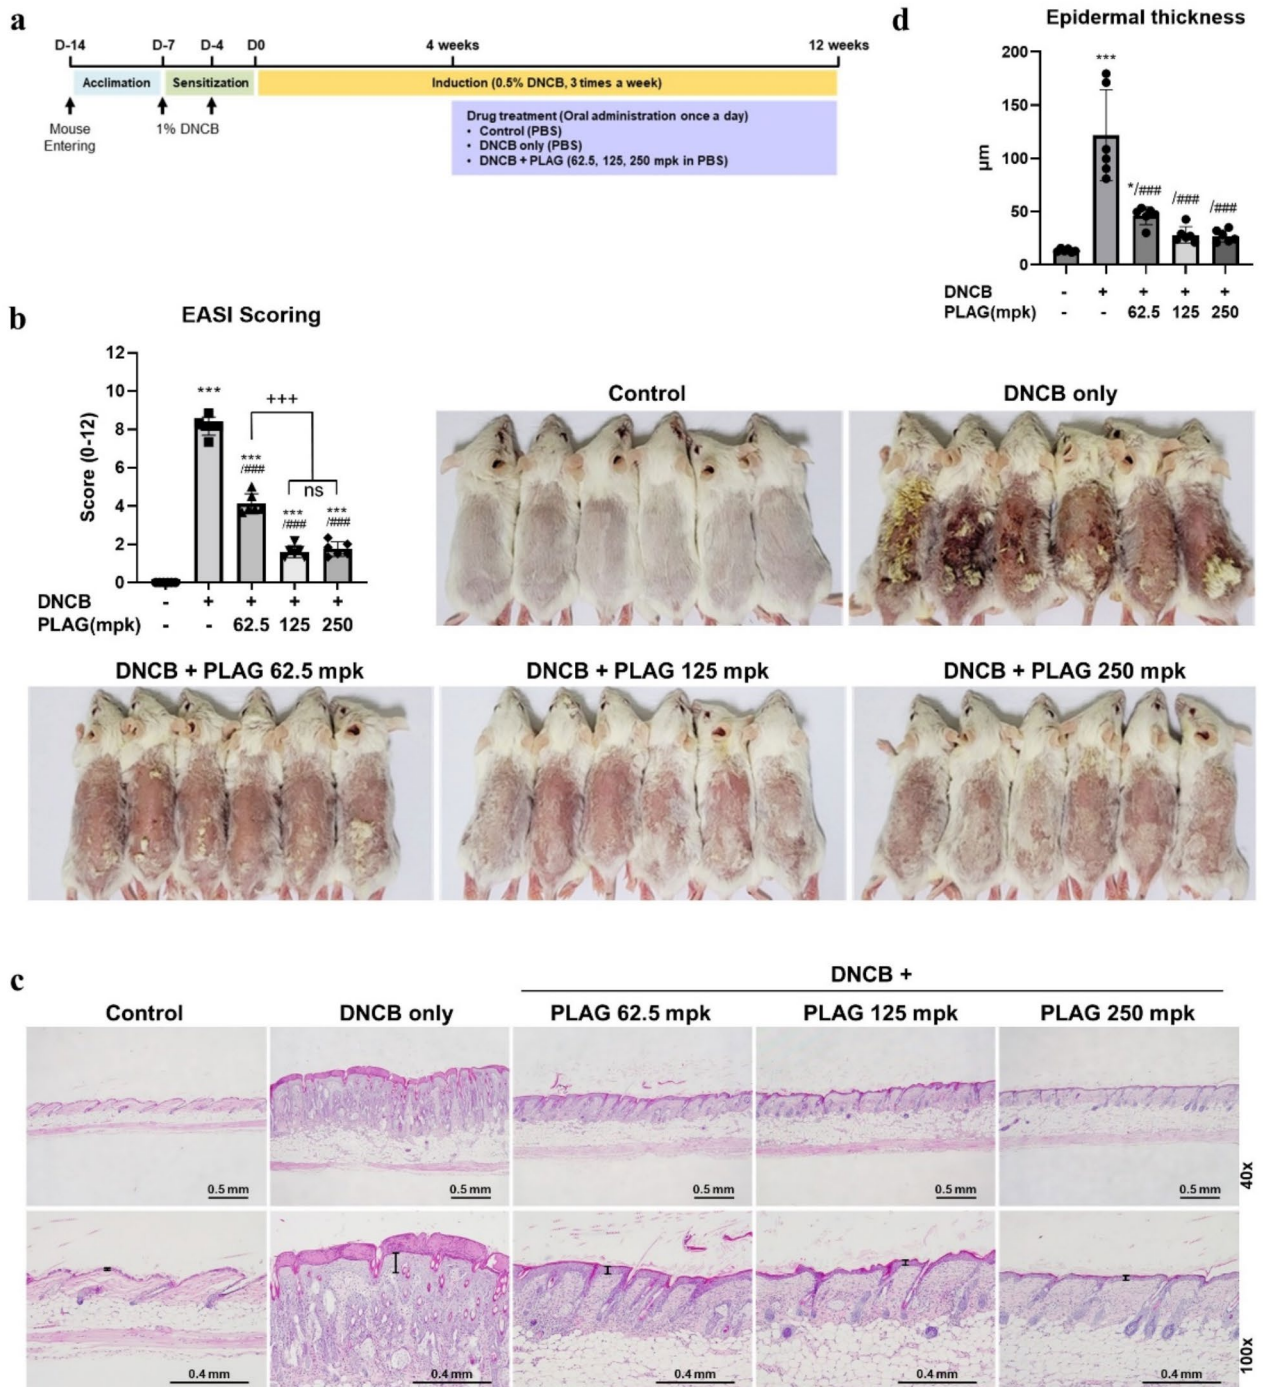 a
D-14 D-7 D-4 D0 4 weeks 12 weeks
Acclimation Sensitization Induction (0.5% DNCB, 3 times a week)
Mouse
Entering
1% DNCB
Drug treatment (Oral administration once a day)
• Control (PBS)
• DNCB only (PBS)
• DNCB + PLAG (62.5, 125, 250 mpk in PBS)
d
Epidermal thickness
200
150
100
50
0
µm
***
*/###
/###
/###
DNCB - + + + +
PLAG(mpk) - - 62.5 125 250
b
EASI Scoring
12
10
8
6
4
2
0
Score (0-12)
***
+++
***
/###
ns
***
/###
***
/###
DNCB - + + + +
PLAG(mpk) - - 62.5 125 250
Control
DNCB only
DNCB + PLAG 62.5 mpk
DNCB + PLAG 125 mpk
DNCB + PLAG 250 mpk
c
DNCB +
Control DNCB only PLAG 62.5 mpk PLAG 125 mpk PLAG 250 mpk
0.5 mm 0.5 mm 0.5 mm 0.5 mm 0.5 mm
40x
0.4 mm 0.4 mm 0.4 mm 0.4 mm 0.4 mm
100x